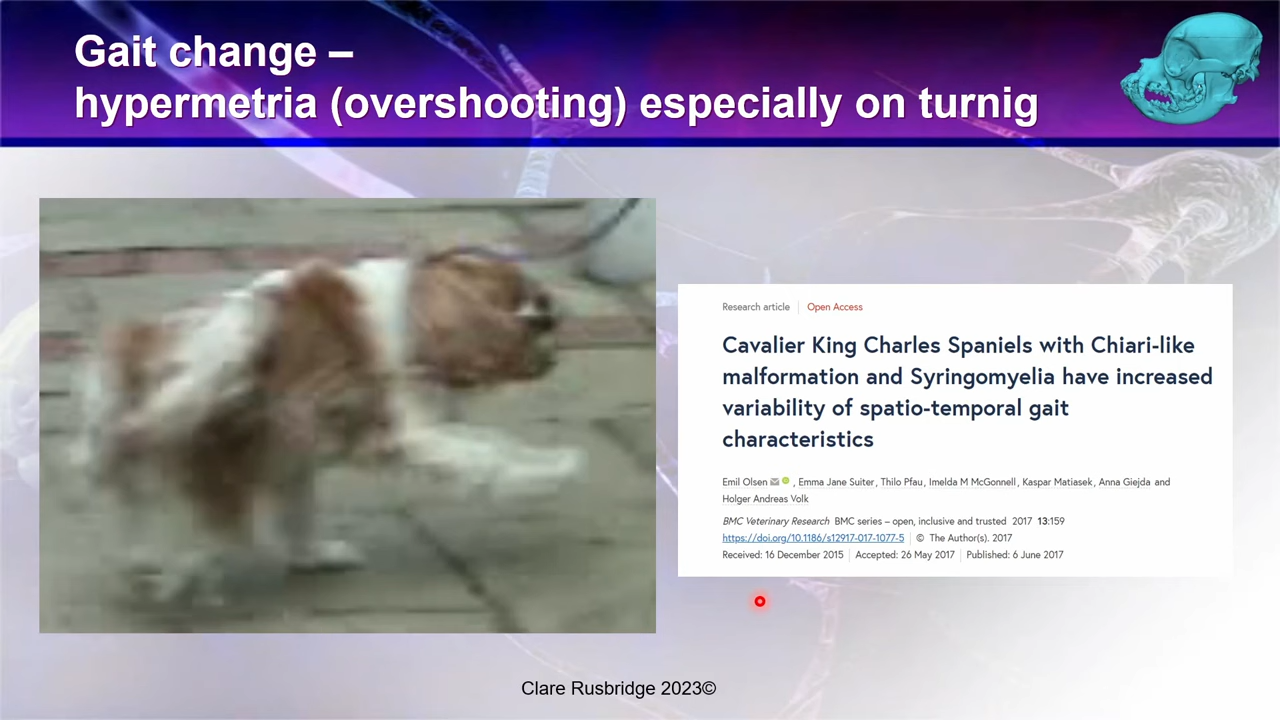 Gait change –
hypermetria (overshooting) especially on turnig
Research article Open Access
Cavalier King Charles Spaniels with Chiari-like
malformation and Syringomyelia have increased
variability of spatio-temporal gait
characteristics
Emil Olsen, Emma Jane Suiter, Thilo Pfau, Imelda M McGonnell, Kaspar Matiasek, Anna Giejda and
Holger Andreas Volk
BMC Veterinary Research BMC series – open, inclusive and trusted 2017 13:159
https://doi.org/10.1186/s12917-017-1077-5 | © The Author(s). 2017
Received: 16 December 2015 | Accepted: 26 May 2017 | Published: 6 June 2017
Clare Rusbridge 2023©